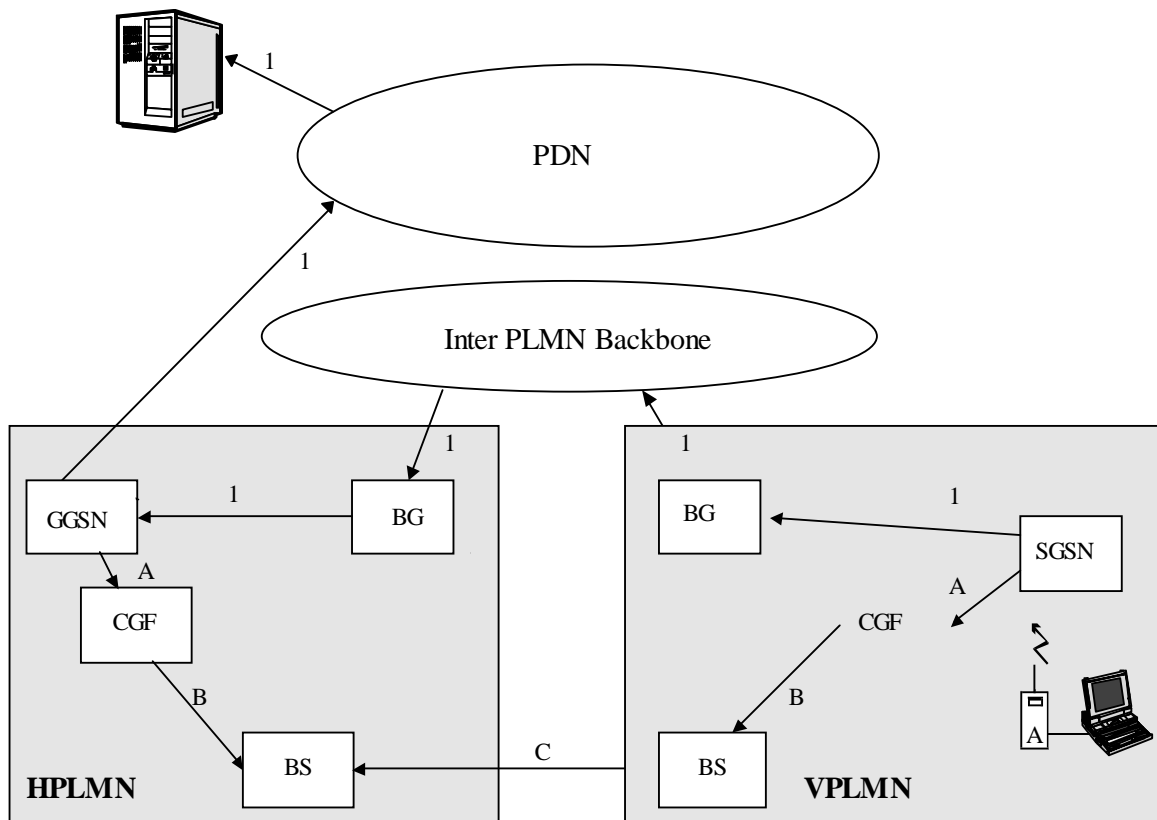 1
PDN
1
Inter PLMN Backbone
1
1
GGSN
1
BG
BG
1
SGSN
A
CGF
A
CGF
B
B
A
BS
C
BS
HPLMN
VPLMN